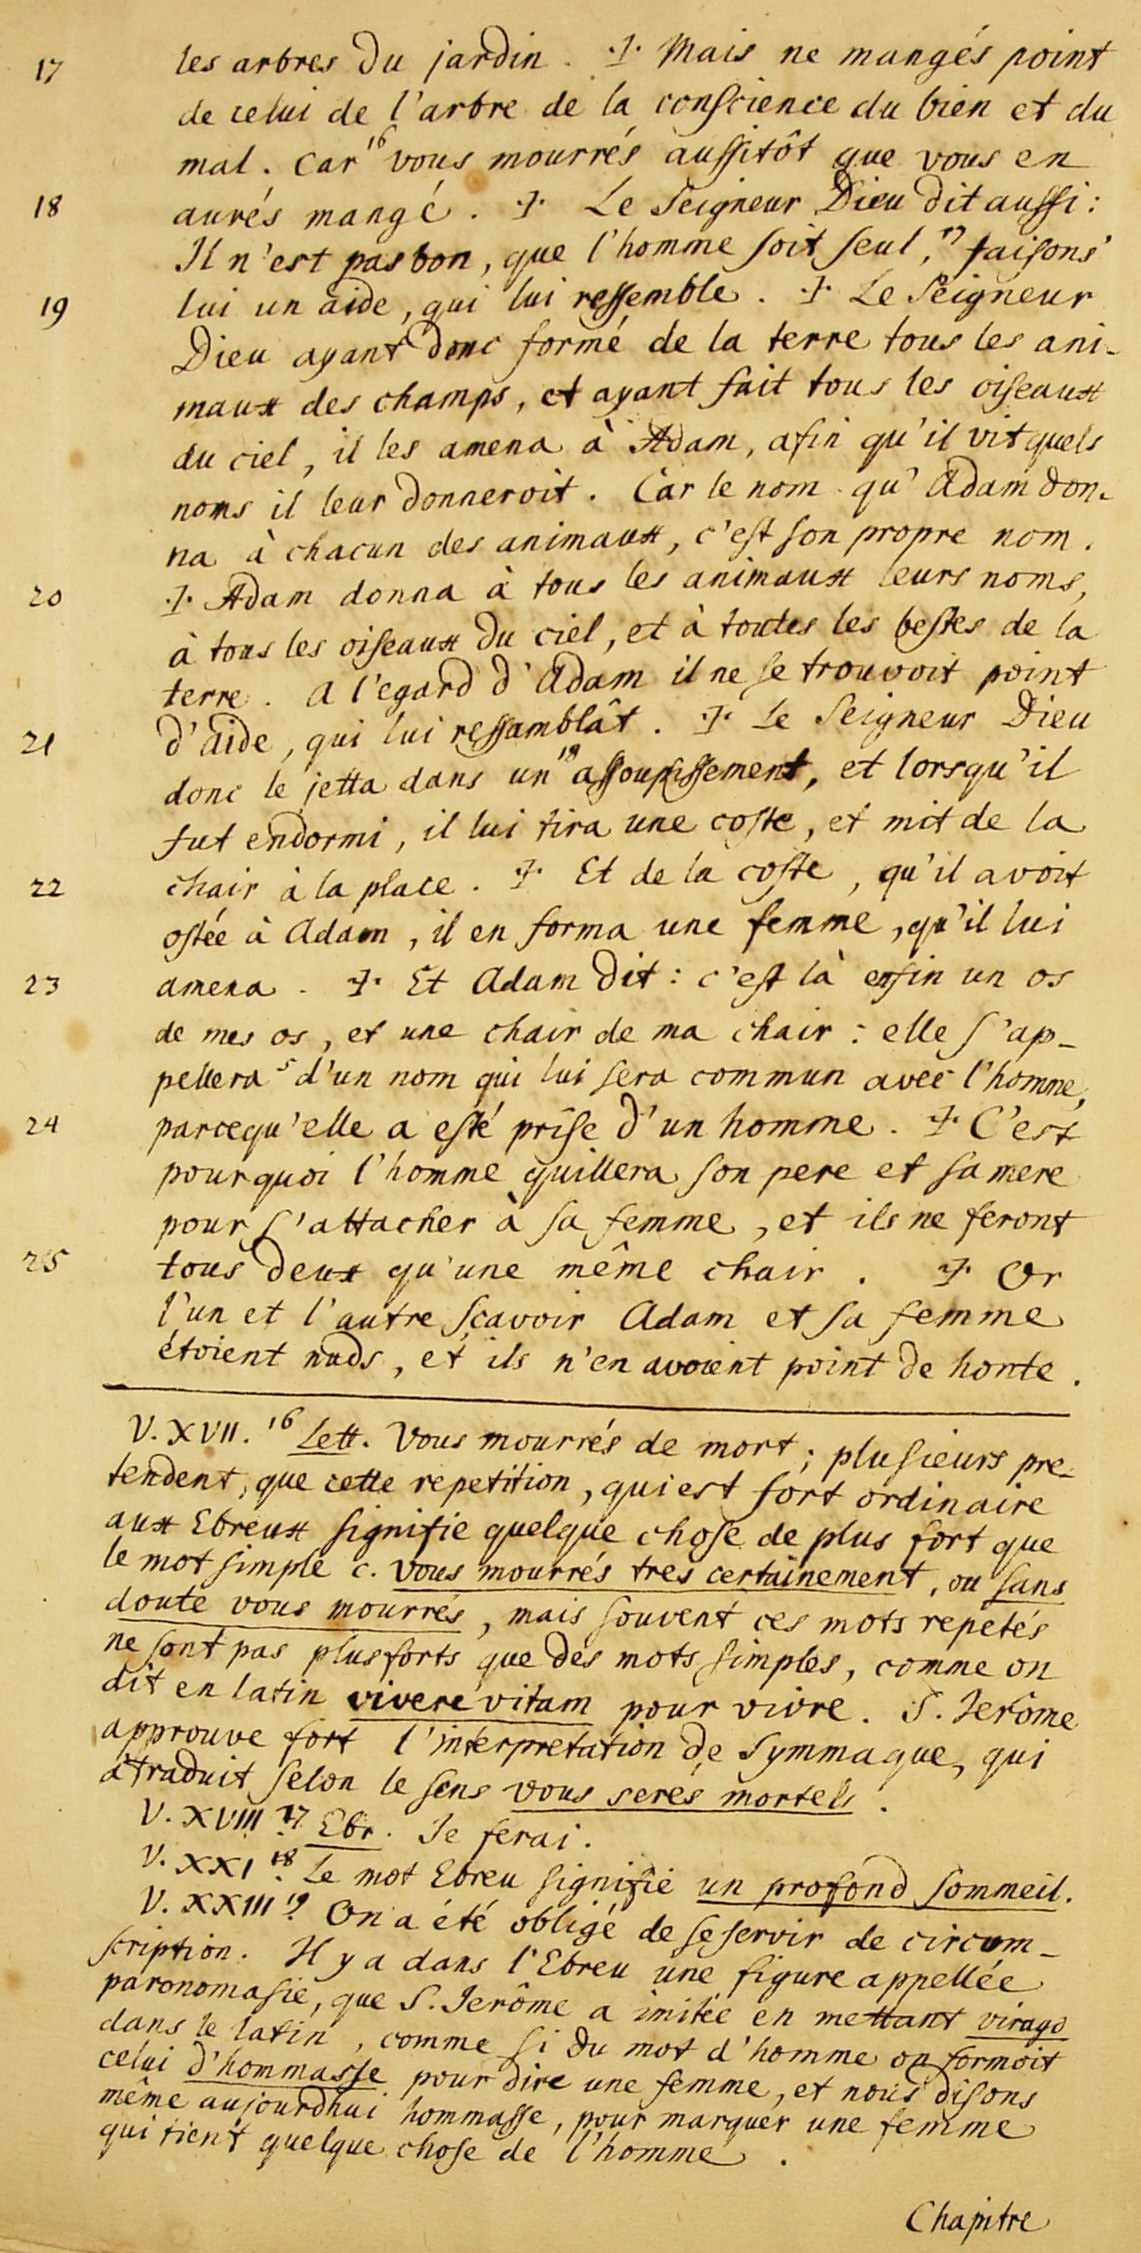 17 les arbres du jardin. ·Ɉ· Mais ne mangés point
de celui de l'arbre de la conscience du bien et du
mal. Car 16 vous mourrés aussitôt que vous en
18 aurés mangé. ·Ɉ· Le Seigneur Dieu dit aussi:
Il n'est pas bon, que l'homme soit seul, 17 faisons
19 lui un aide, qui lui ressemble. ·Ɉ· Le Seigneur
Dieu ayant donc formé de la terre tous les ani-
maux des champs, et ayant fait tous les oiseaux
du ciel, il les amena à Adam, afin qu'il vit quels
noms il leur donneroit. Car le nom qu'Adam don-
na à chacun des animaux, c'est son propre nom.
20 ·Ɉ· Adam donna à tous les animaux leurs noms,
à tous les oiseaux du ciel, et à toutes les bestes de la
terre. A l'egard d'Adam il ne se trouvoit point
21 d'aide, qui lui ressamblât. ·Ɉ· Le Seigneur Dieu
donc le jetta dans un 18 assoupissement, et lorsqu'il
fut endormi, il lui tira une coste, et mit de la
22 chair à la place. ·Ɉ· Et de la coste, qu'il avoit
ostée à Adam, il en forma une femme, qu'il lui
23 amena. ·Ɉ· Et Adam dit: c'est là enfin un os
de mes os, et une chair de ma chair: elle s'ap-
pellera s d'un nom qui lui sera commun avec l'homme,
24 parcequ'elle a esté prise d'un homme. ·Ɉ· C'est
pourquoi l'homme quillera son pere et sa mere
pour s'attacher à sa femme, et ils ne feront
25 tous deux qu'une même chair. ·Ɉ· Or
l'un et l'autre sçavoir Adam et sa femme
étoient nuds, et ils n'en avoient point de honte.
V. XVII. 16 Lett. Vous mourrés de mort; plusieurs pre-
tendent, que cette repetition, qui est fort ordinaire
aux Ebreux signifie quelque chose de plus fort que
le mot simple c. vous mourrés tres certainement, ou sans
doute vous mourrés, mais souvent ces mots repetés
ne sont pas plus forts que des mots simples, comme on
dit en latin vivere vitam pour vivre. S. Jerôme
approuve fort l'interpretation de Symmaque, qui
a traduit selon le sens vous seres mortels.
V. XVIII. 17 Ebr. Je ferai.
V. XXI. 18 Le mot Ebreu signifie un profond sommeil.
V. XXIII. 19 On a été obligé de se servir de circom-
scription. Il y a dans l'Ebreu une figure appellée
paronomasie, que S. Jerôme a imitée en mettant virago
dans le latin, comme si du mot d'homme on formoit
celui d'hommasse pour dire une femme, et nous disons
même aujourdhui hommasse, pour marquer une femme
qui tient quelque chose de l'homme.
Chapitre